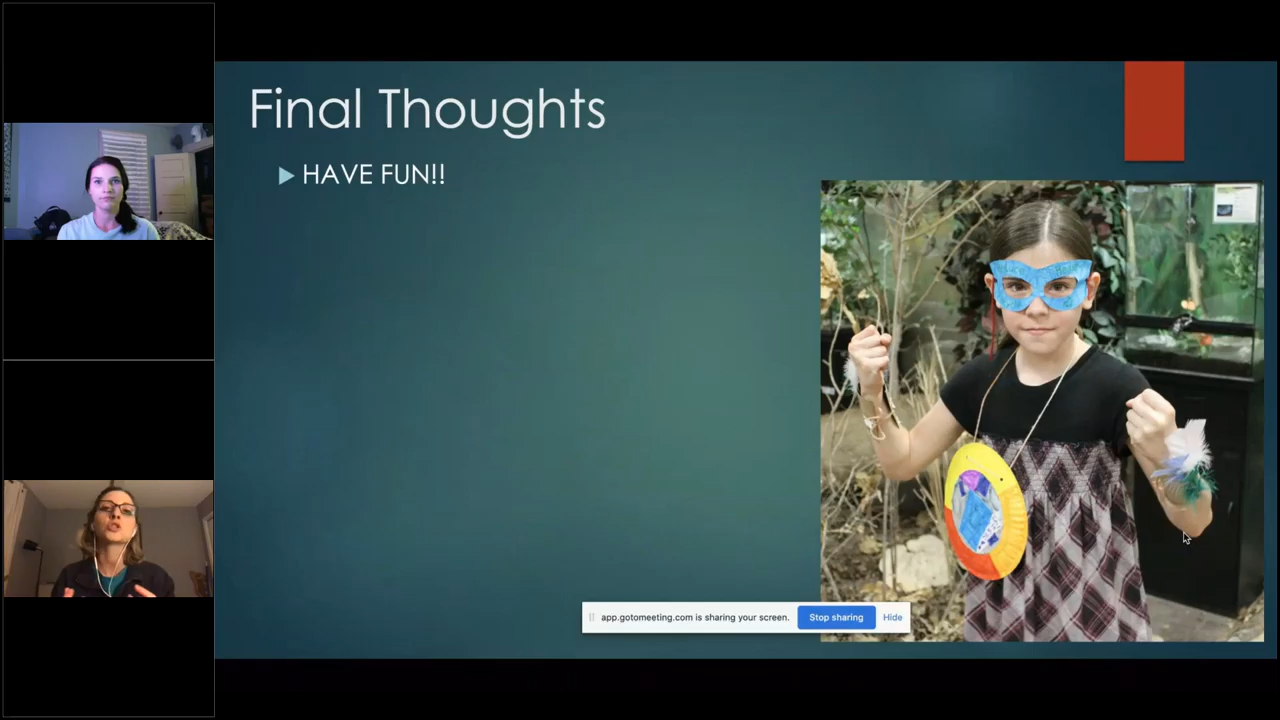 Final Thoughts
HAVE FUN!!
app.gotomeeting.com is sharing your screen.
Stop sharing
Hide